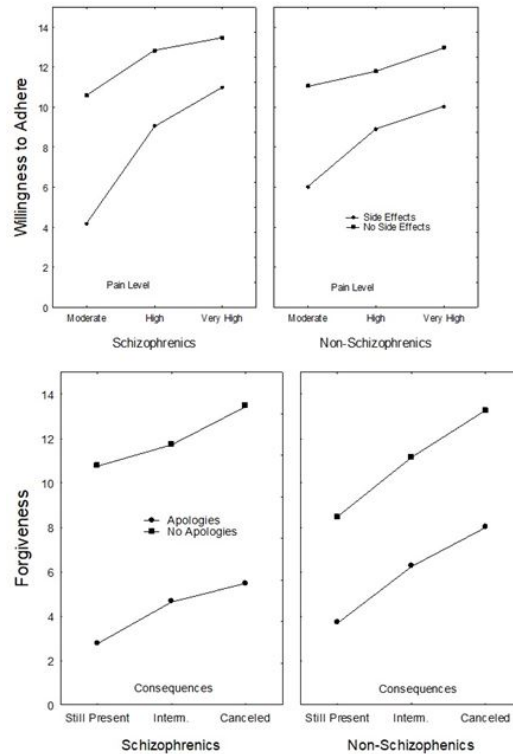 Willingness to Adhere
14
12
10
8
6
4
2
0
Side Effects
No Side Effects
Pain Level
Pain Level
Moderate High Very High
Moderate High Very High
Schizophrenics
Non-Schizophrenics
Forgiveness
14
12
10
8
6
4
2
0
Apologies
No Apologies
Consequences
Consequences
Still Present Interm. Canceled
Still Present Interm. Canceled
Schizophrenics
Non-Schizophrenics